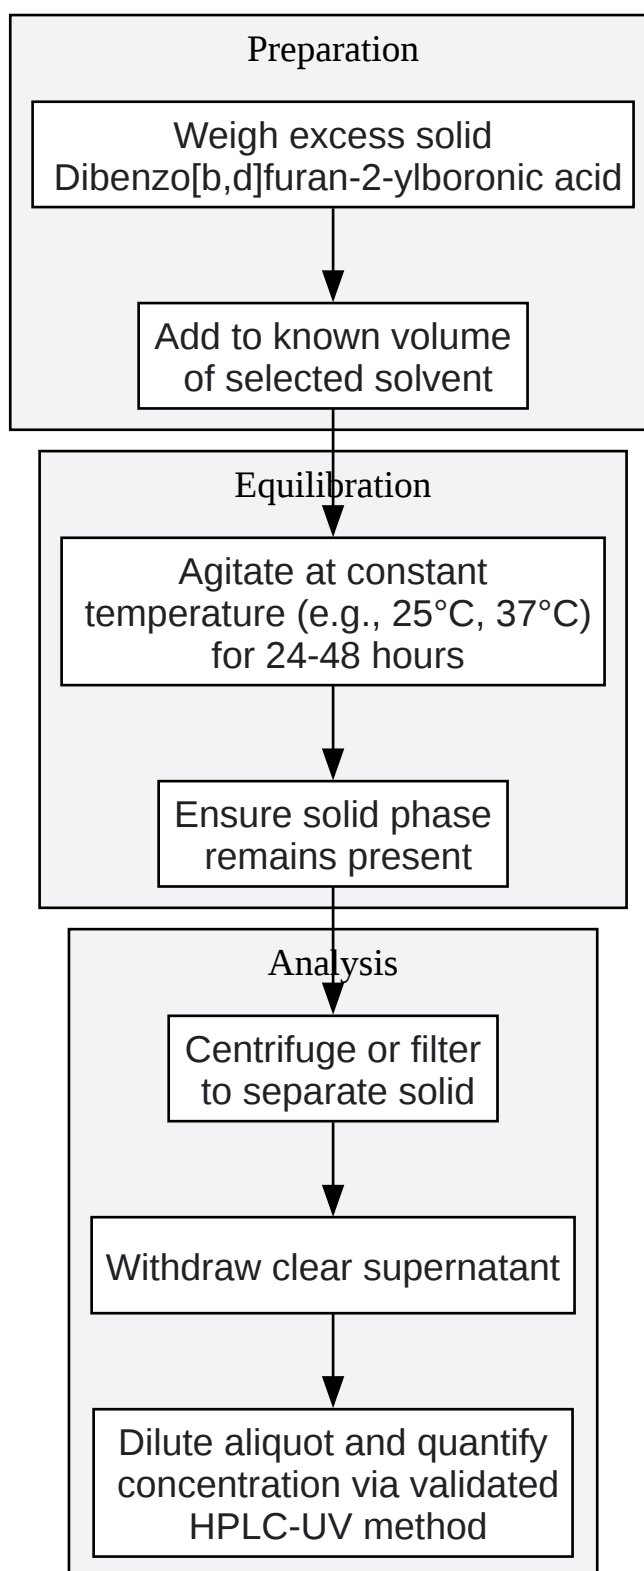 Preparation
Weigh excess solid
Dibenzo[b,d]furan-2-ylboronic acid
Add to known volume
of selected solvent
Equilibration
Agitate at constant
temperature (e.g., 25°C, 37°C)
for 24-48 hours
Ensure solid phase
remains present
Analysis
Centrifuge or filter
to separate solid
Withdraw clear supernatant
Dilute aliquot and quantify
concentration via validated
HPLC-UV method